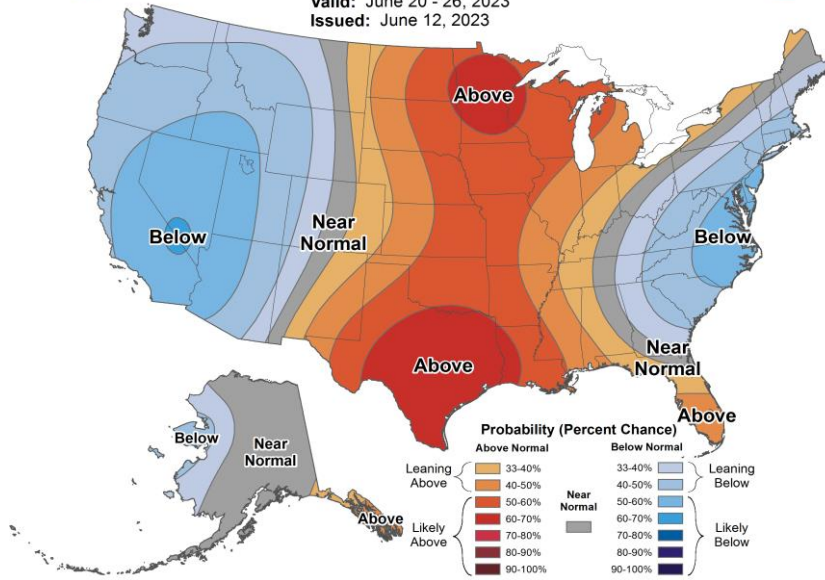 Valid: June 20 - 26, 2023
Issued: June 12, 2023
Above
Below
Near
Normal
Below
Above
Near
Normal
Above
Below
Near
Normal
Above
Probability (Percent Chance)
Above Normal
Below Normal
Leaning
Above
33-40%
40-50%
Likely
Above
50-60%
60-70%
70-80%
80-90%
90-100%
Near
Normal
33-40%
40-50%
Leaning
Below
50-60%
60-70%
70-80%
80-90%
90-100%
Likely
Below